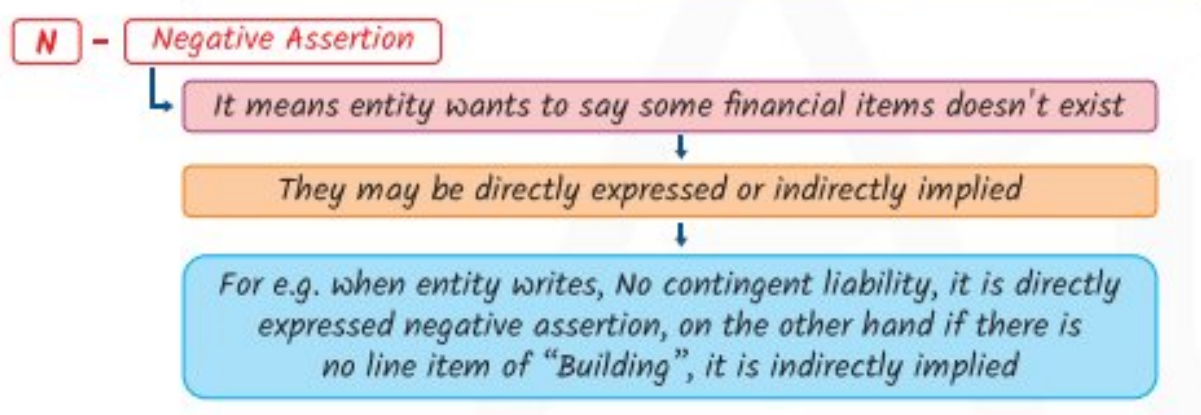 N - Negative Assertion
It means entity wants to say some financial items doesn't exist
They may be directly expressed or indirectly implied
For e.g. when entity writes, No contingent liability, it is directly
expressed negative assertion, on the other hand if there is
no line item of “Building”, it is indirectly implied